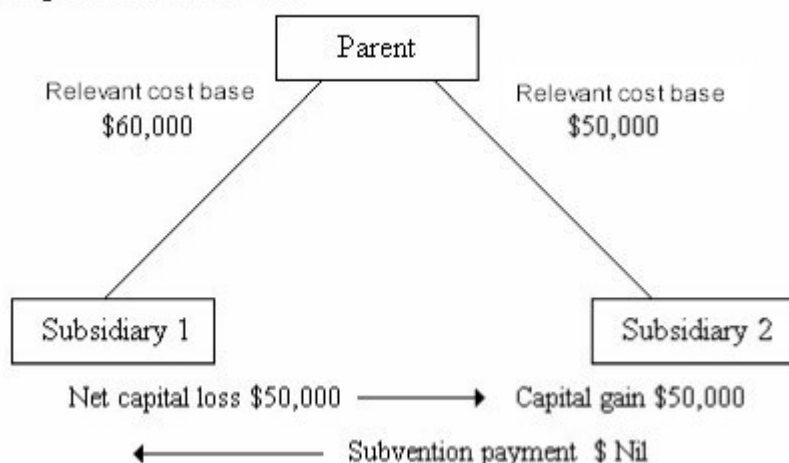 Parent
Relevant cost base
$60,000
Relevant cost base
$50,000
Subsidiary 1
Subsidiary 2
Net capital loss $50,000
Capital gain $50,000
Subvention payment $ Nil